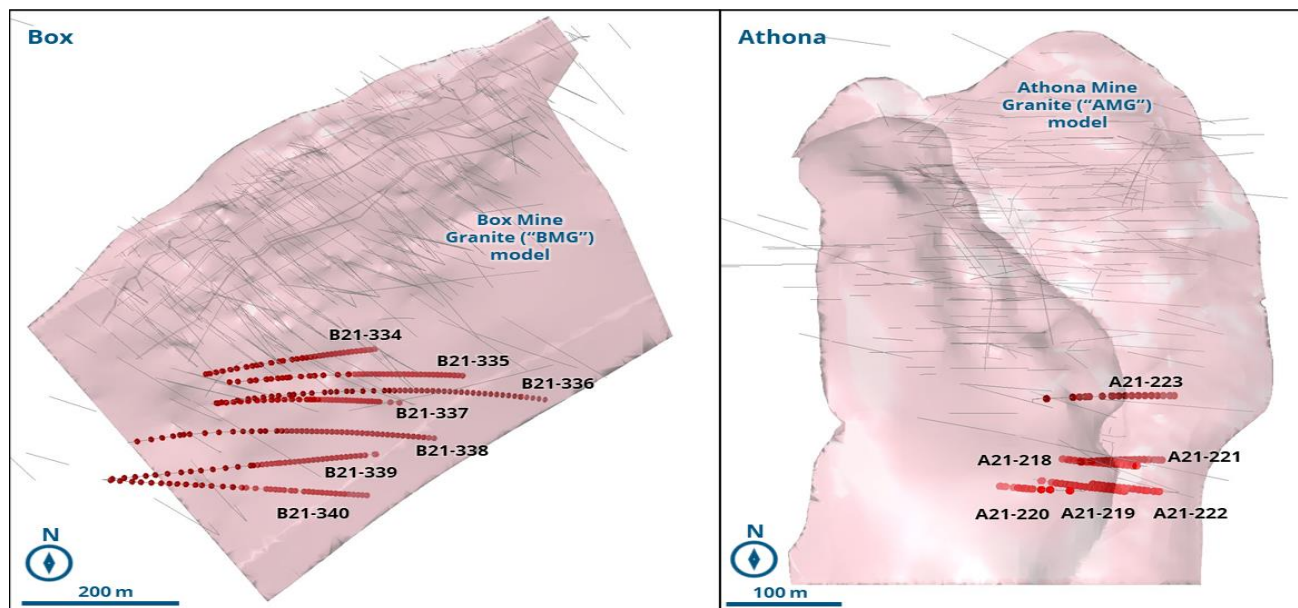 Box
Box Mine
Granite (“BMG”)
model
B21-334
B21-335
B21-336
B21-337
B21-338
B21-339
B21-340
N
200 m
Athona
Athona Mine
Granite (“AMG”)
model
A21-223
A21-218
A21-221
A21-220
A21-219
A21-222
N
100 m